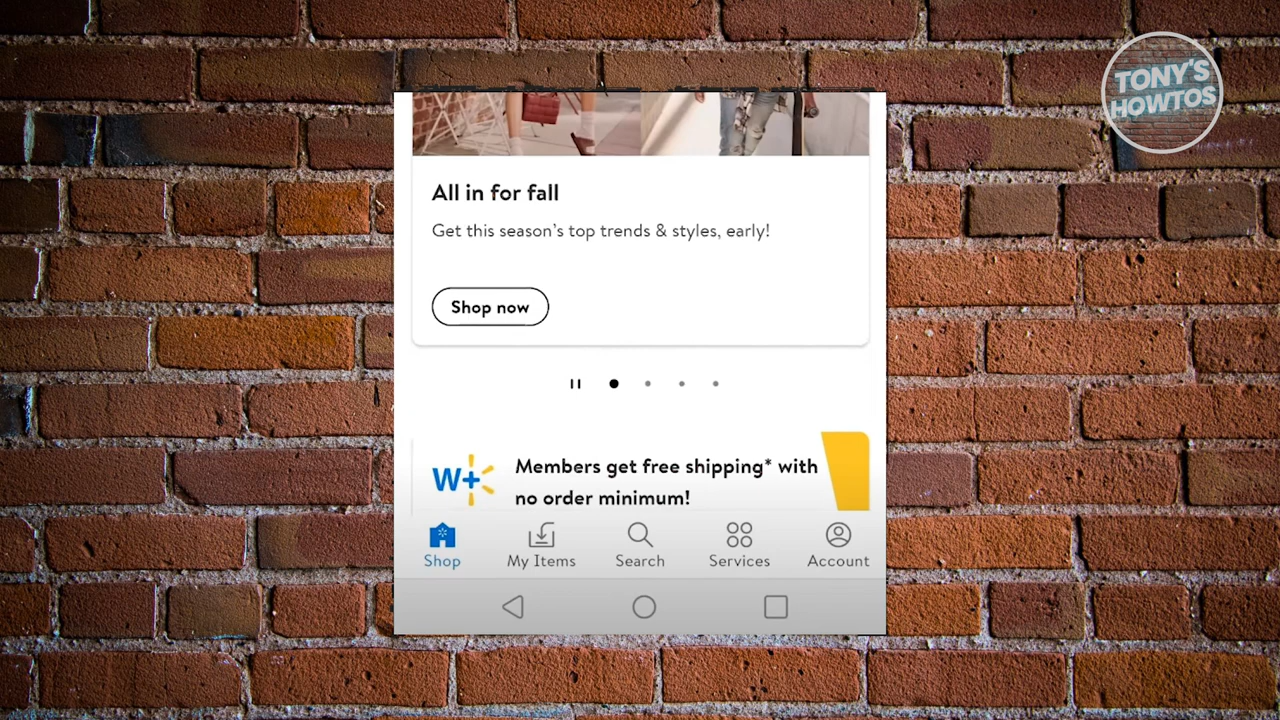 TONY'S
HOWTOS
All in for fall
Get this season's top trends & styles, early!
Shop now
W+
Members get free shipping* with
no order minimum!
Shop
My Items
Search
Services
Account